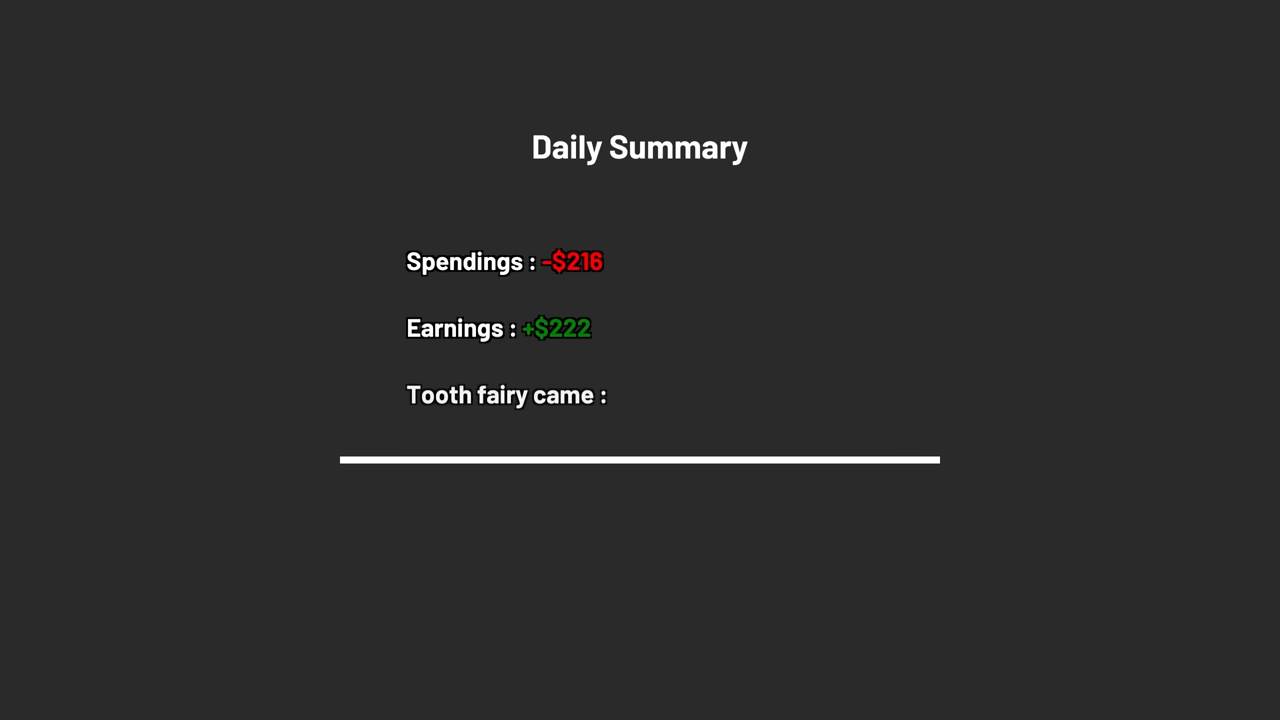 Daily Summary
Spendings : -$216
Earnings : +$222
Tooth fairy came :